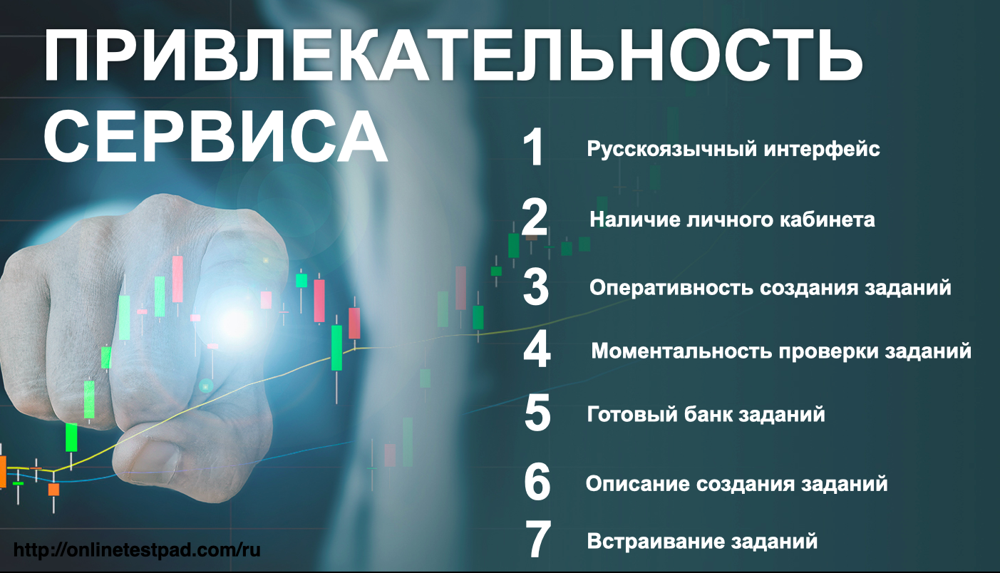 ПРИВЛЕКАТЕЛЬНОСТЬ
СЕРВИСА
1 Русскоязычный интерфейс
2 Наличие личного кабинета
3 Оперативность создания заданий
4 Моментальность проверки заданий
5 Готовый банк заданий
6 Описание создания заданий
7 Встраивание заданий
http://onlinetestpad.com/ru